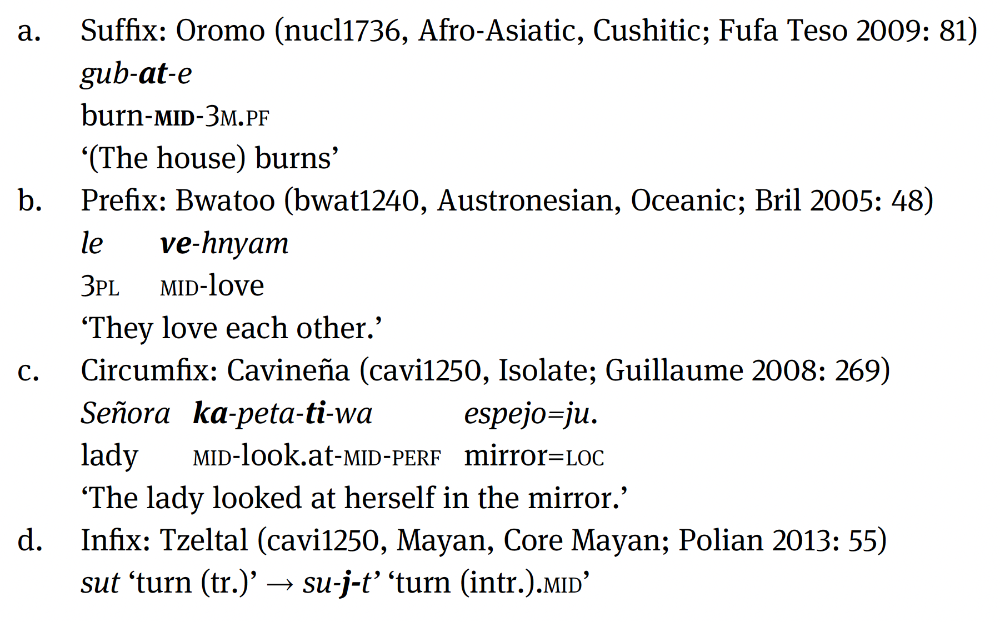 a. Suffix: Oromo (nucl1736, Afro-Asiatic, Cushitic; Fufa Teso 2009: 81)
gub-at-e
burn-MID-3M.PF
‘(The house) burns’
b. Prefix: Bwatoo (bwat1240, Austronesian, Oceanic; Bril 2005: 48)
le ve-hnyam
3PL MID-love
‘They love each other.’
c. Circumfix: Cavineña (cavi1250, Isolate; Guillaume 2008: 269)
Señora ka-peta-ti-wa espejo=ju.
lady MID-look.at-MID-PERF mirror=LOC
‘The lady looked at herself in the mirror.’
d. Infix: Tzeltal (cavi1250, Mayan, Core Mayan; Polian 2013: 55)
sut ‘turn (tr.)’ → su-j-t’ ‘turn (intr.).MID’